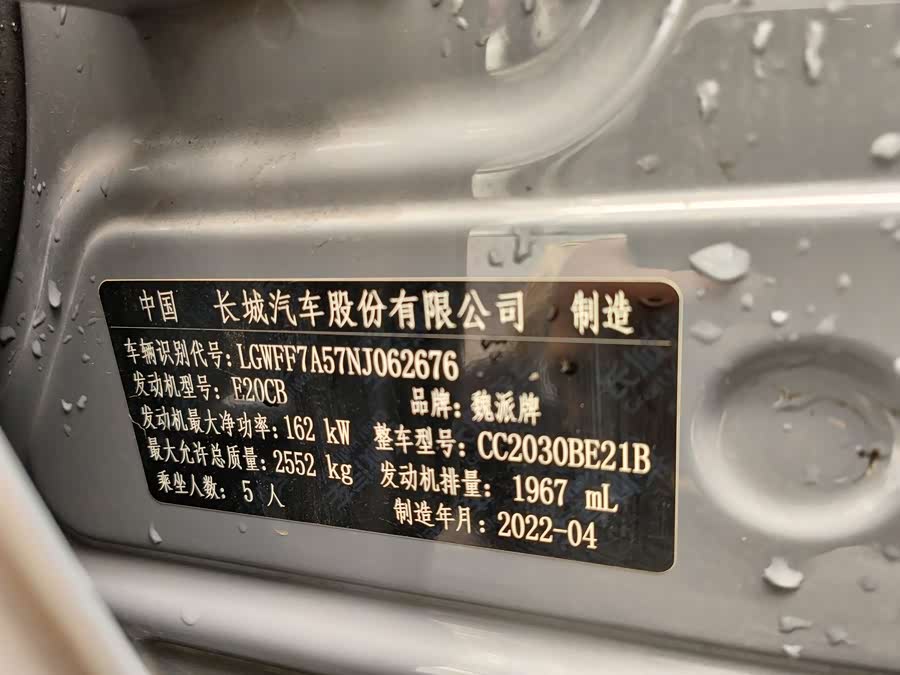 中国 长城汽车股份有限公司 制造
车辆识别代号: LGWFF7A57NJ062676
发动机型号: E20CB 品牌: 魏派牌
发动机最大净功率: 162 kW 整车型号: CC2030BE21B
最大允许总质量: 2552 kg 发动机排量: 1967 mL
乘坐人数: 5 人 制造年月: 2022-04